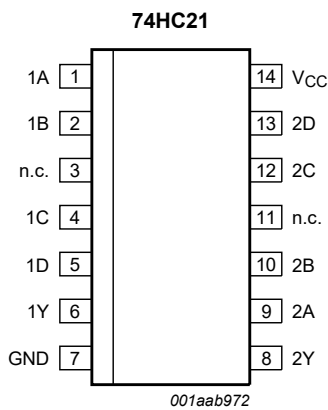 74HC21
1A 1 14 VCC
1B 2 13 2D
n.c. 3 12 2C
1C 4 11 n.c.
1D 5 10 2B
1Y 6 9 2A
GND 7 8 2Y
001aab972